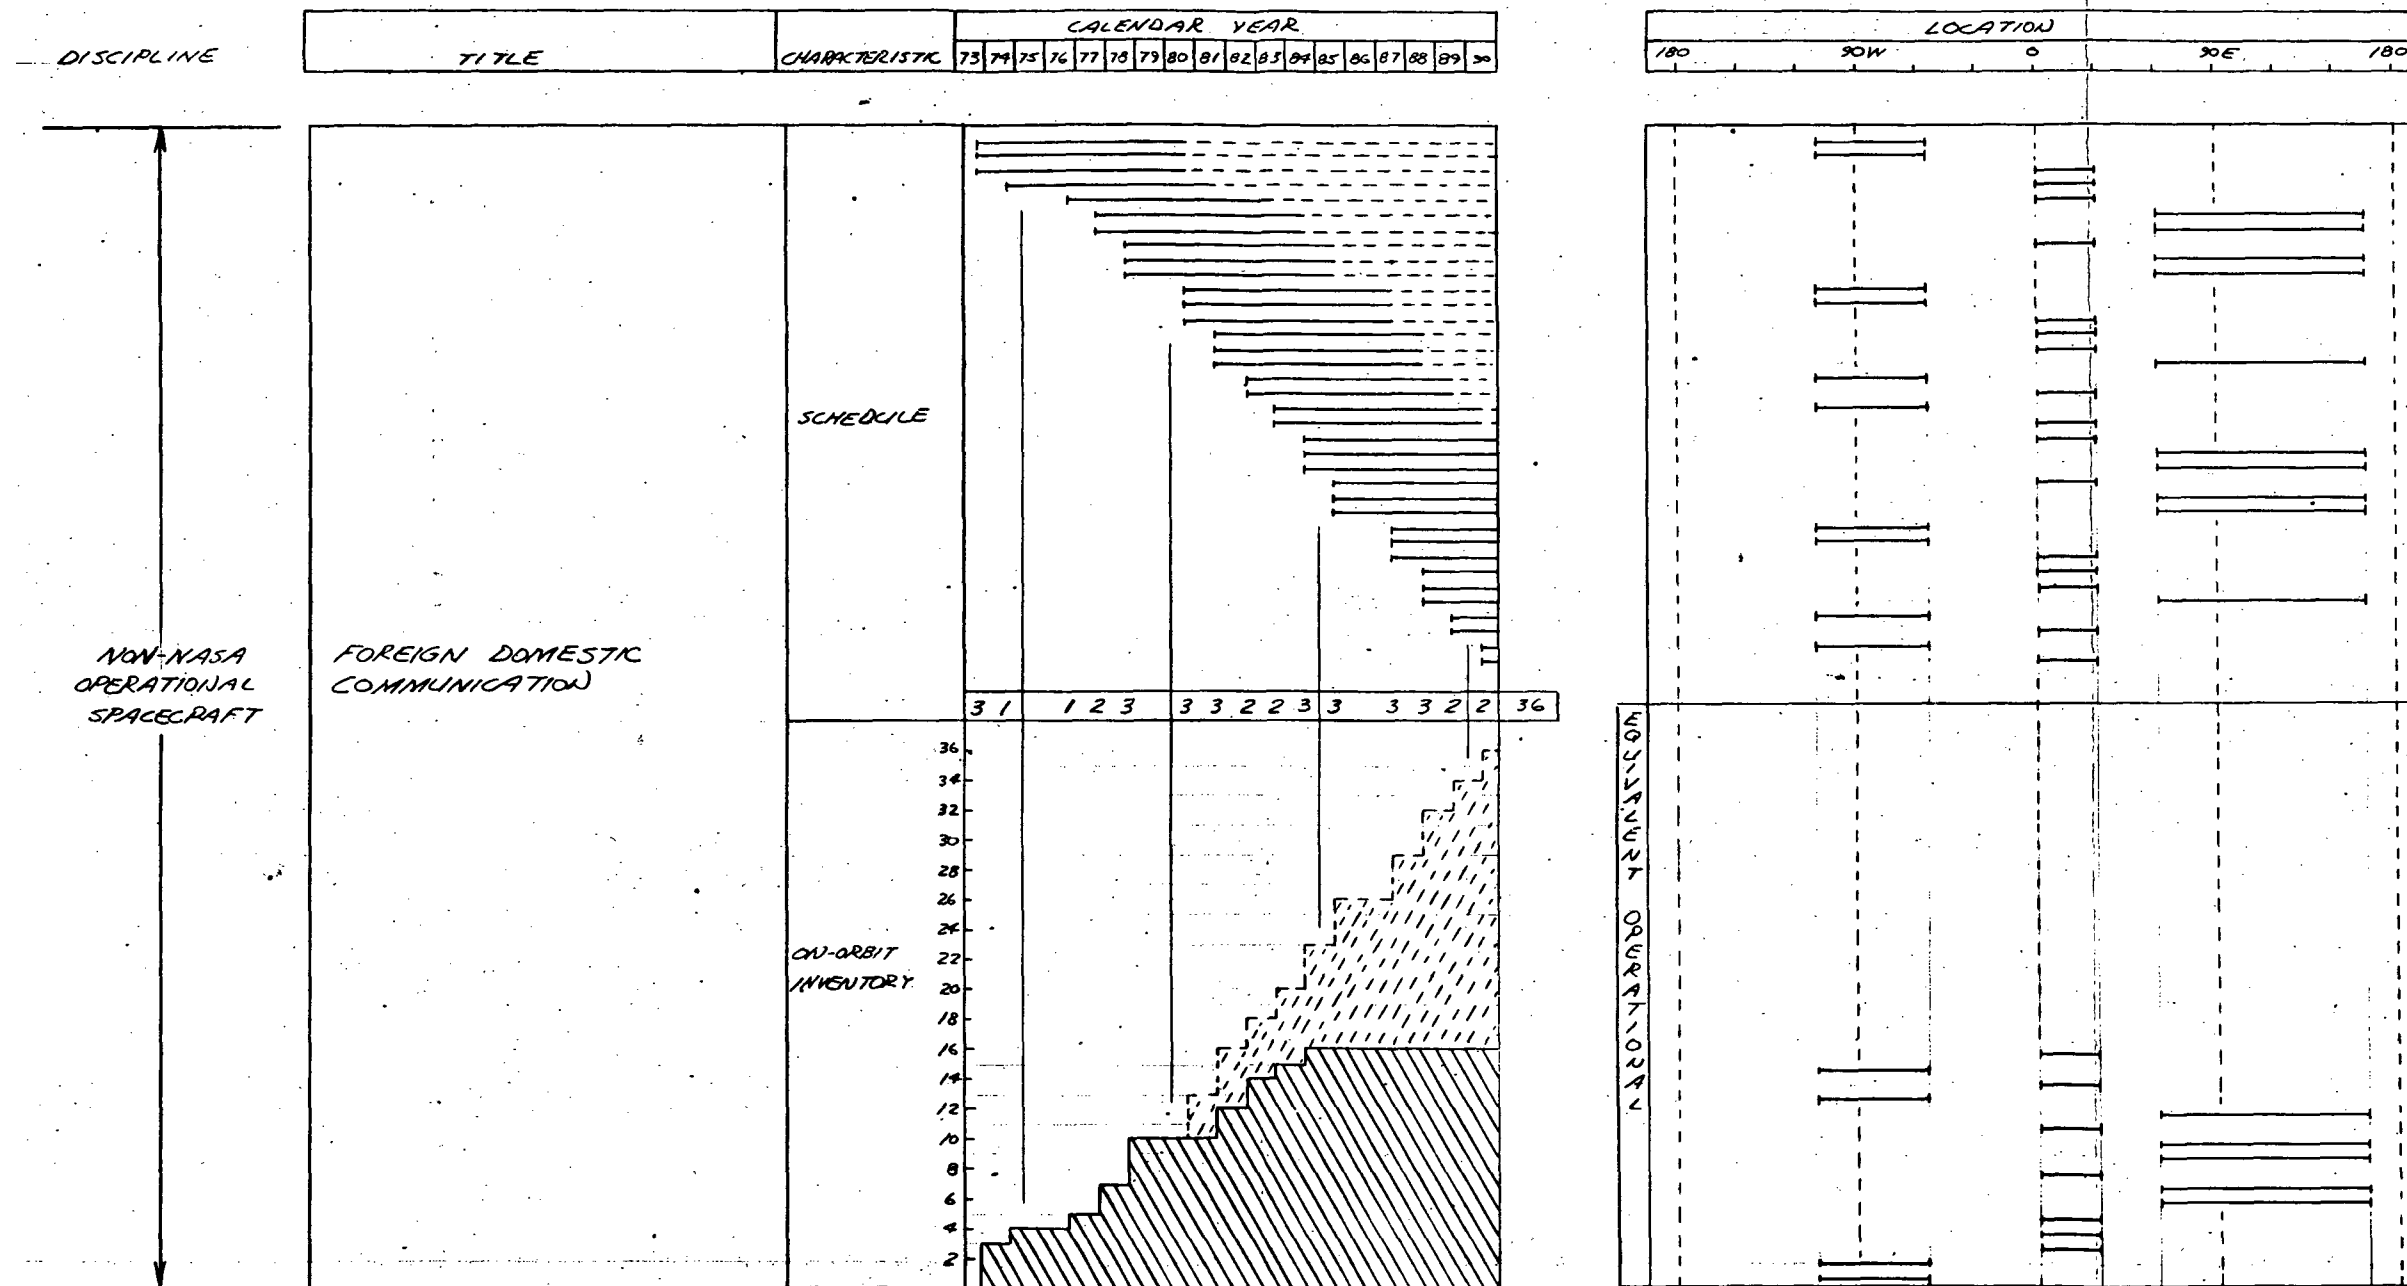 DISCIPLINE
TITLE
CHARACTERISTIC
CALENDAR YEAR
73 74 75 76 77 78 79 80 81 82 83 84 85 86 87 88 89 90
LOCATION
180 90W 0 90E 180
NON-NASA
OPERATIONAL
SPACECRAFT
FOREIGN DOMESTIC
COMMUNICATION
SCHEDULE
3 1 1 2 3 3 3 2 2 3 3 3 3 2 2 36
ON-ORBIT
INVENTORY
36
34
32
30
28
26
24
22
20
18
16
14
12
10
8
6
4
2
EQUIVALENT OPERATIONAL